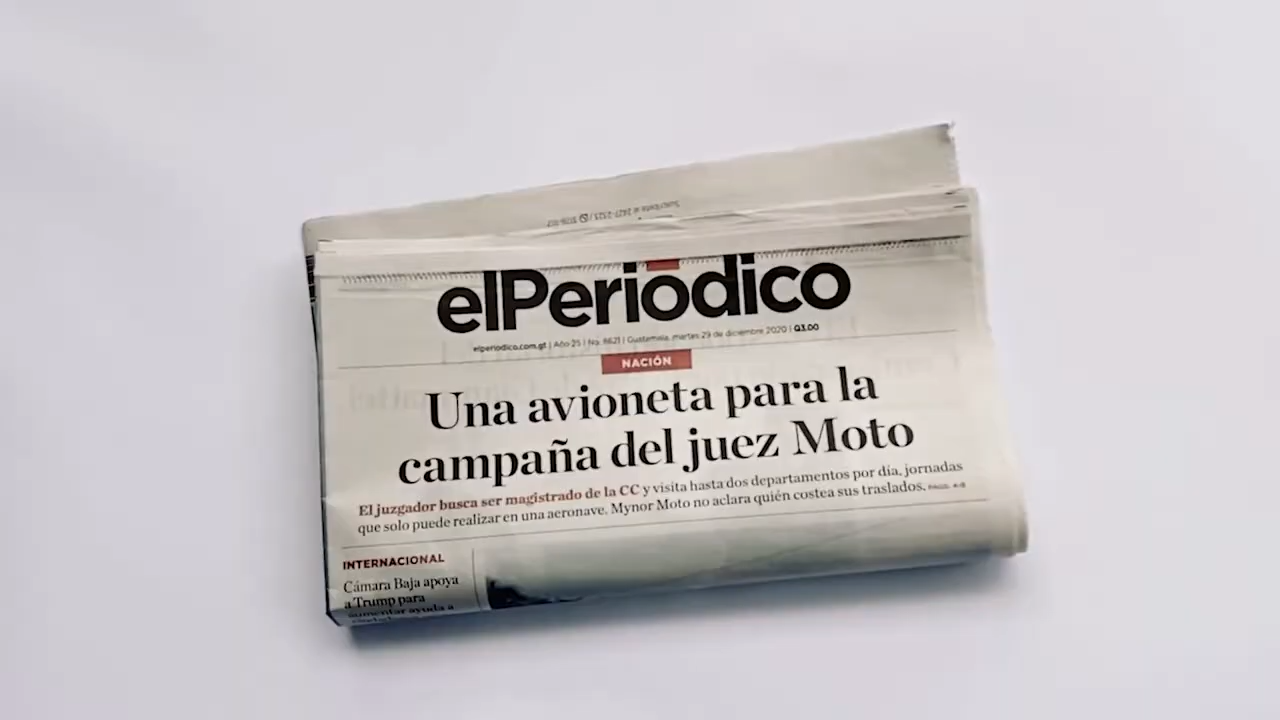 elPeriódico
elperiodico.com.gt | Año 25 | No. 8621 | Guatemala, martes 29 de diciembre 2020 | Q3.00
NACIÓN
Una avioneta para la
campaña del juez Moto
El juzgador busca ser magistrado de la CC y visita hasta dos departamentos por día, jornadas
que solo puede realizar en una aeronave. Mynor Moto no aclara quién costea sus traslados.
INTERNACIONAL
Cámara Baja apoya
a Trump para
aumentar ayuda a